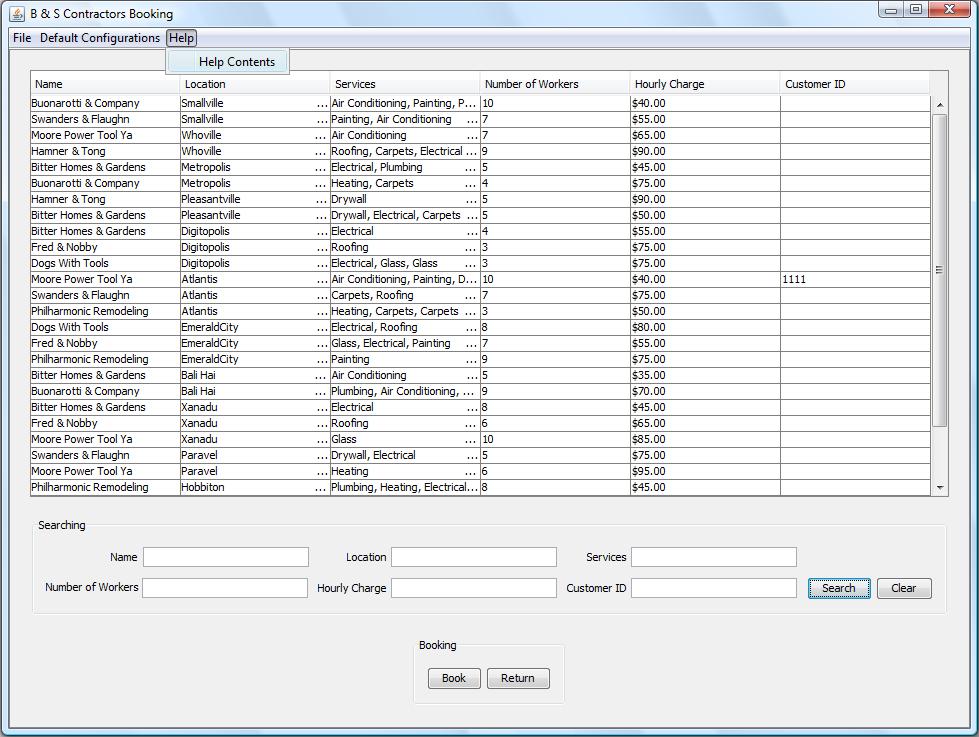 B & S Contractors Booking
File Default Configurations Help
Help Contents
Name Location Services Number of Workers Hourly Charge Customer ID
Buonarotti & Company Smallville ... Air Conditioning, Painting, P... 10 $40.00
Swanders & Flaughn Smallville ... Painting, Air Conditioning ... 7 $55.00
Moore Power Tool Ya Whoville ... Air Conditioning ... 7 $65.00
Hamner & Tong Whoville ... Roofing, Carpets, Electrical ... 9 $90.00
Bitter Homes & Gardens Metropolis ... Electrical, Plumbing ... 5 $45.00
Buonarotti & Company Metropolis ... Heating, Carpets ... 4 $75.00
Hamner & Tong Pleasantville ... Drywall ... 5 $90.00
Bitter Homes & Gardens Pleasantville ... Drywall, Electrical, Carpets ... 5 $50.00
Bitter Homes & Gardens Digitopolis ... Electrical ... 4 $55.00
Fred & Nobby Digitopolis ... Roofing ... 3 $75.00
Dogs With Tools Digitopolis ... Electrical, Glass, Glass ... 3 $75.00
Moore Power Tool Ya Atlantis ... Air Conditioning, Painting, D... 10 $40.00 1111
Swanders & Flaughn Atlantis ... Carpets, Roofing ... 7 $75.00
Philharmonic Remodeling Atlantis ... Heating, Carpets, Carpets ... 3 $50.00
Dogs With Tools EmeraldCity ... Electrical, Roofing ... 8 $80.00
Fred & Nobby EmeraldCity ... Glass, Electrical, Painting ... 7 $55.00
Philharmonic Remodeling EmeraldCity ... Painting ... 9 $75.00
Bitter Homes & Gardens Bali Hai ... Air Conditioning ... 5 $35.00
Buonarotti & Company Bali Hai ... Plumbing, Air Conditioning, ... 9 $70.00
Bitter Homes & Gardens Xanadu ... Electrical ... 8 $45.00
Fred & Nobby Xanadu ... Roofing ... 6 $65.00
Moore Power Tool Ya Xanadu ... Glass ... 10 $85.00
Swanders & Flaughn Paravel ... Drywall, Electrical ... 5 $75.00
Moore Power Tool Ya Paravel ... Heating ... 6 $95.00
Philharmonic Remodeling Hobbiton ... Plumbing, Heating, Electrical... 8 $45.00
Searching
Name Location Services
Number of Workers Hourly Charge Customer ID Search Clear
Booking
Book Return